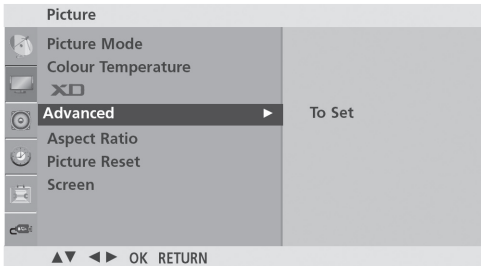 Picture
Picture Mode
Colour Temperature
XD
Advanced ► To Set
Aspect Ratio
Picture Reset
Screen
▲▼ ◄► OK RETURN